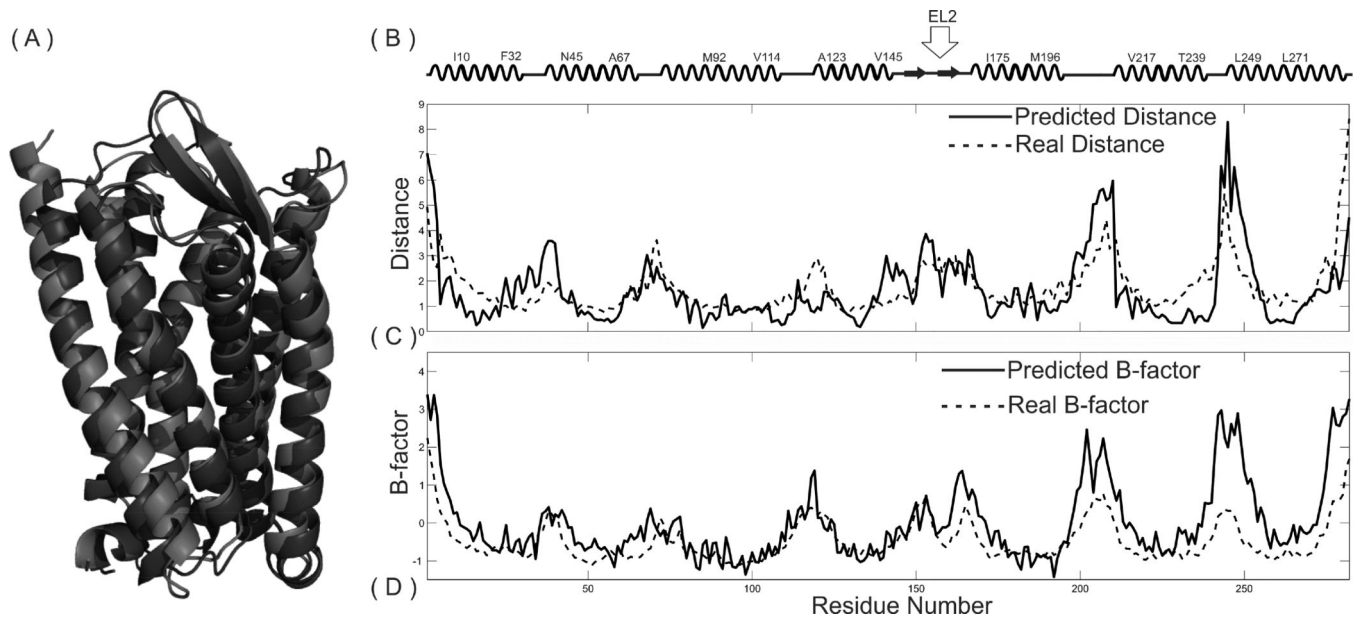 ( A )
( B )
EL2
I10 F32 N45 A67 M92 V114 A123 V145 I175 M196 V217 T239 L249 L271
9
8
7
6
5
4
3
2
1
0
Distance
Predicted Distance
Real Distance
( C )
4
3
2
1
0
-1
B-factor
Predicted B-factor
Real B-factor
( D )
50 100 150 200 250
Residue Number